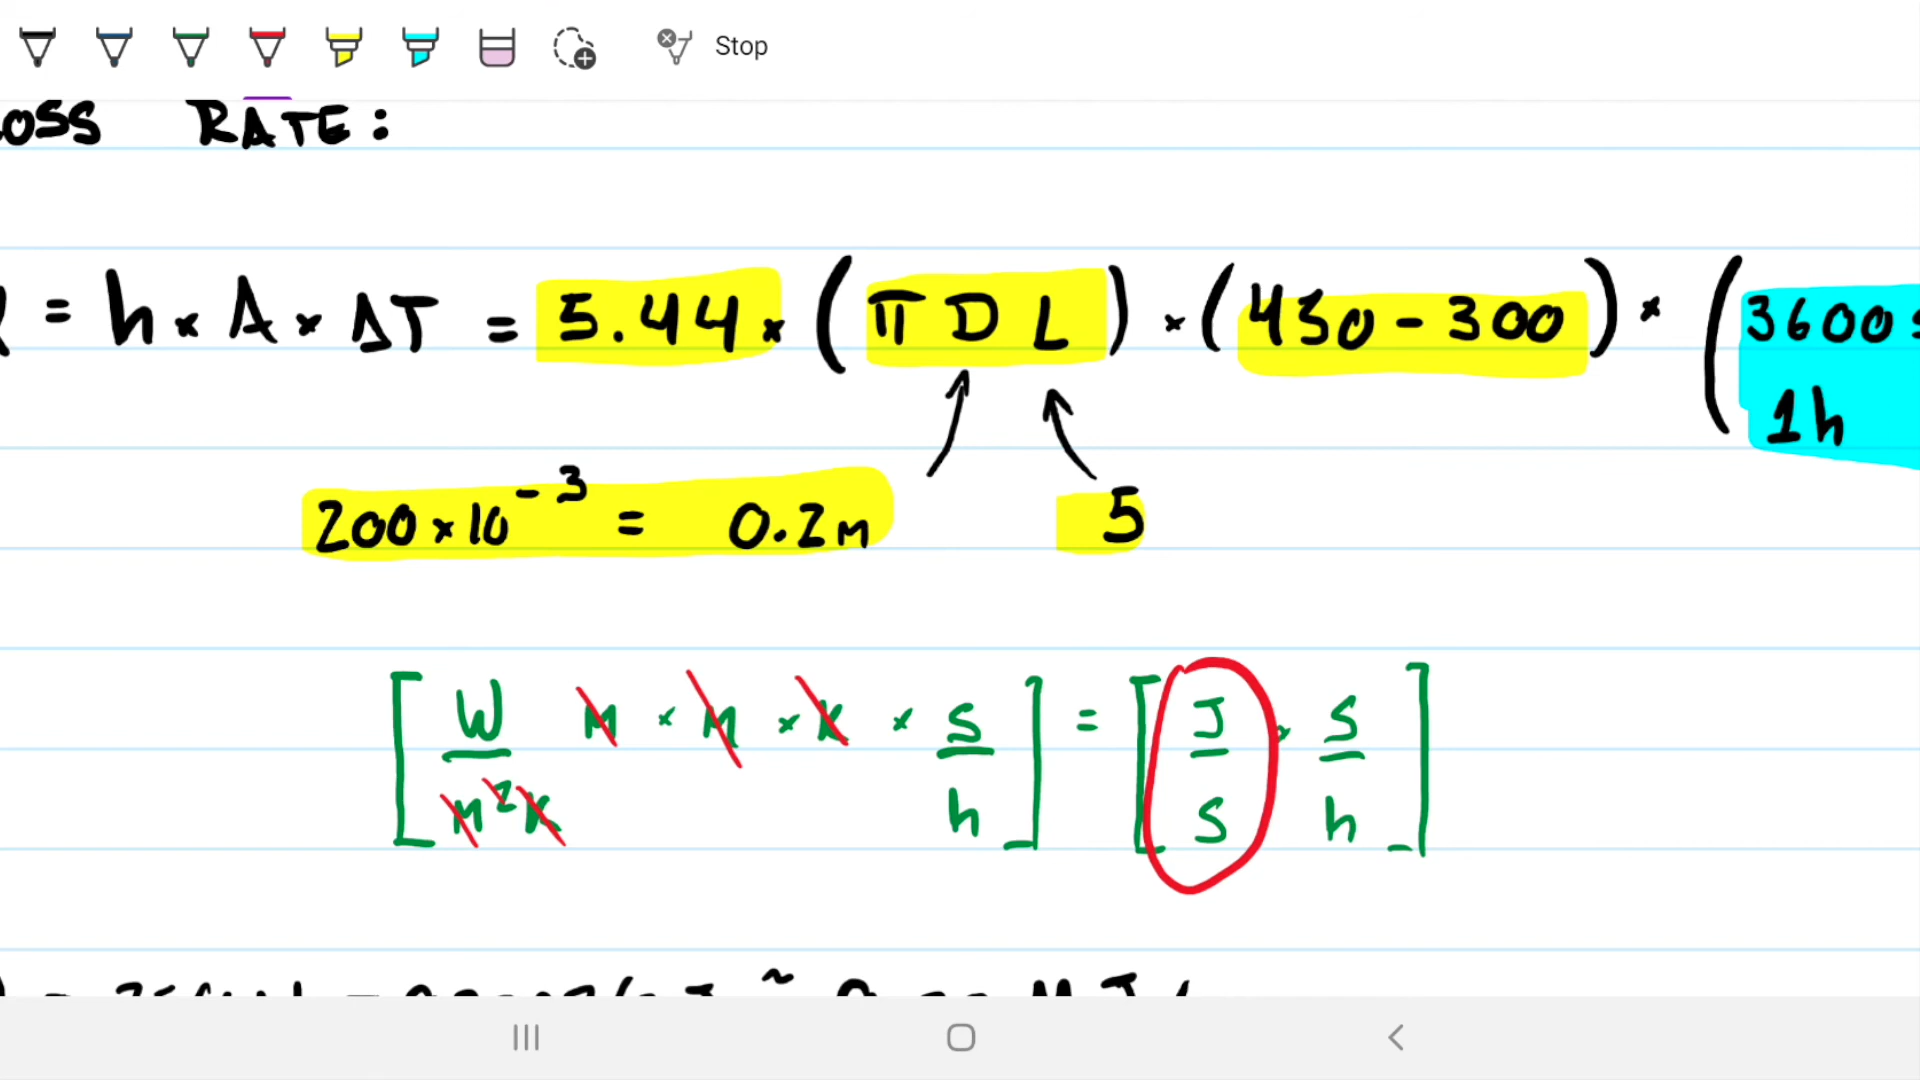 Stop
OSS RATE:
= h × A × ΔT = 5.44 × (π D L) × (430 - 300) × (3600 s
1h
200×10⁻³ = 0.2m 5
[W/m²K m × m × K × s/h] = [J/s × s/h]